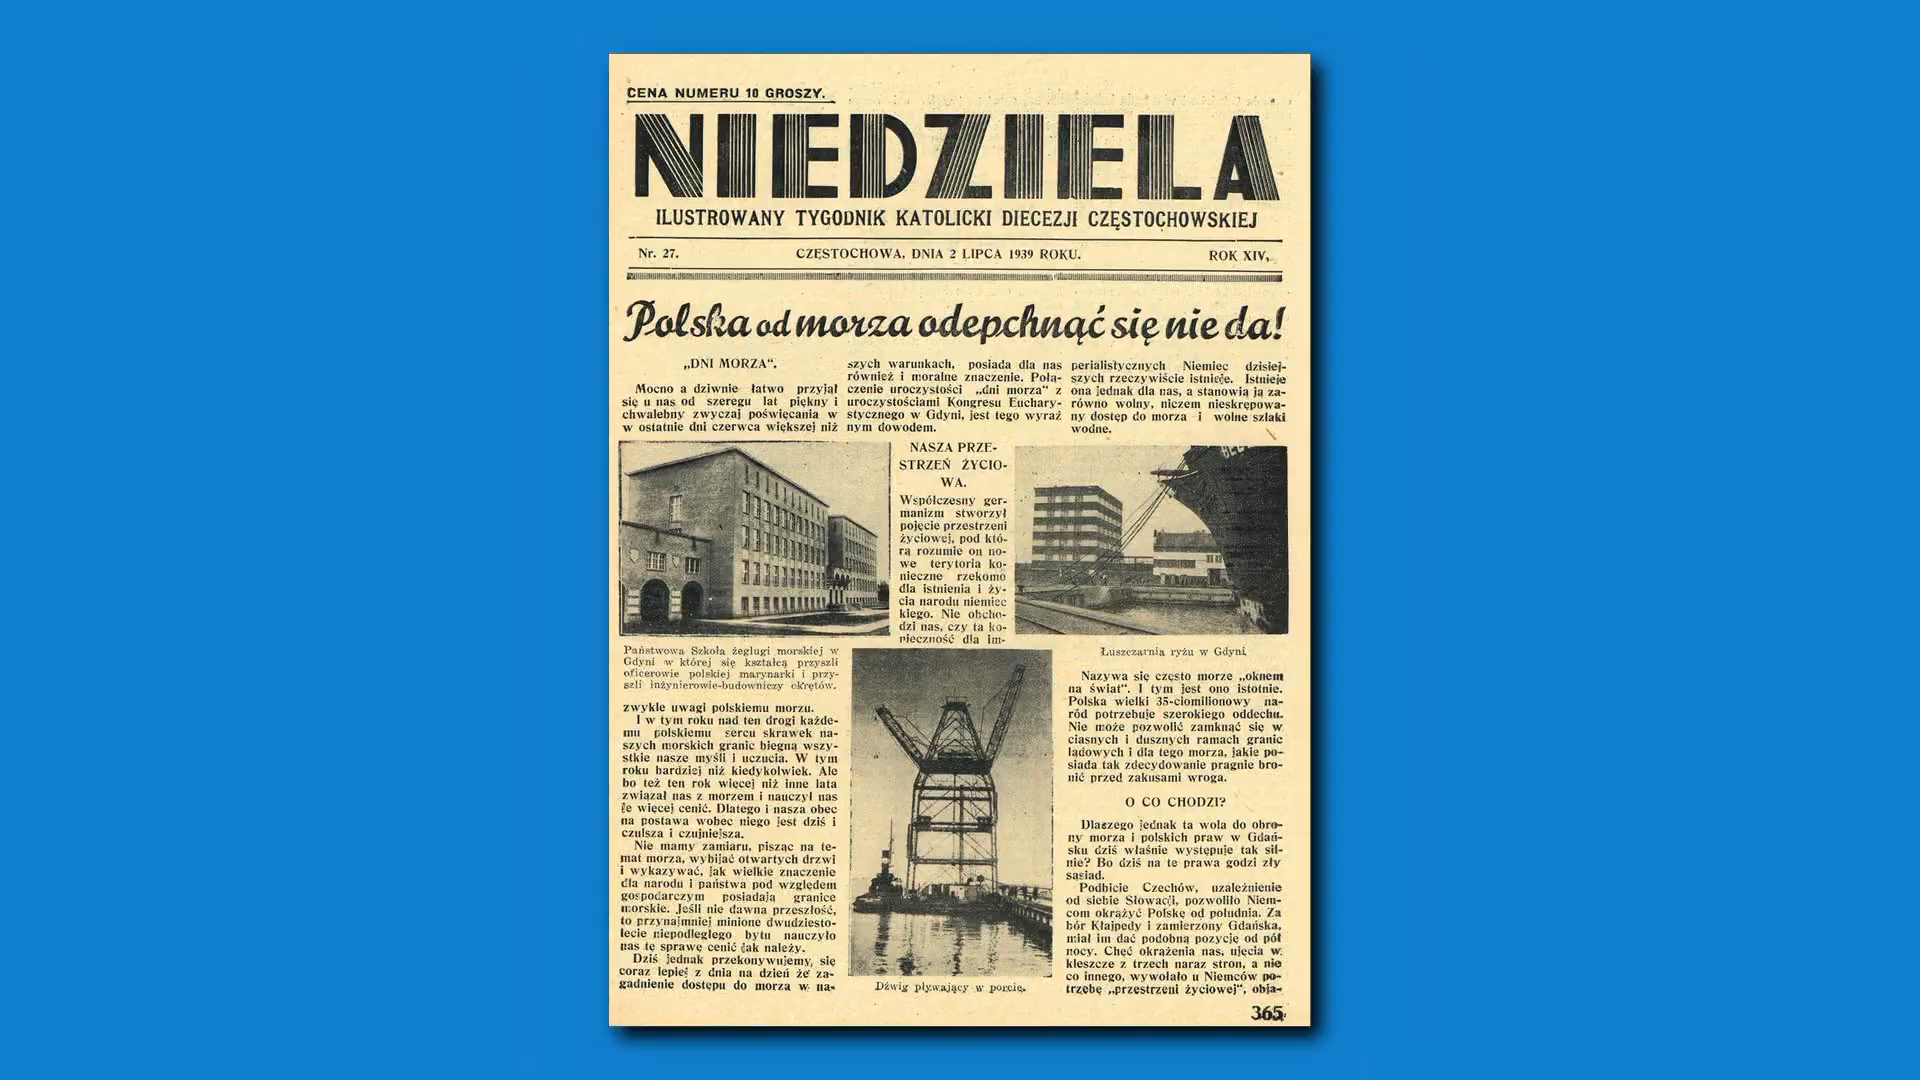 CENA NUMERU 10 GROSZY.
NIEDZIELA
ILUSTROWANY TYGODNIK KATOLICKI DIECEZJI CZĘSTOCHOWSKIEJ
Nr. 27. CZĘSTOCHOWA, DNIA 2 LIPCA 1939 ROKU. ROK XIV,
Polska od morza odepchnąć się nie da!
„DNI MORZA“.
Mocno a dziwnie łatwo przyjął
się u nas od szeregu lat piękny i
chwalebny zwyczaj poświęcania w
w ostatnie dni czerwca większej niż
Państwowa Szkoła żeglugi morskiej w
Gdyni w której się kształcą przyszli
oficerowie polskiej marynarki i przy-
szli inżynierowie-budowniczy okrętów.
zwykle uwagi polskiemu morzu.
I w tym roku nad ten drogi każde-
mu polskiemu sercu skrawek na-
szych morskich granic biegną wszy-
stkie nasze myśli i uczucia. W tym
roku bardziej niż kiedykolwiek. Ale
bo też ten rok więcej niż inne lata
związał nas z morzem i nauczył nas
je więcej cenić. Dlatego i nasza obec
na postawa wobec niego jest dziś i
czulsza i czujniejsza.
Nie mamy zamiaru, pisząc na te-
mat morza, wybijać otwartych drzwi
i wykazywać, jak wielkie znaczenie
dla narodu i państwa pod względem
gospodarczym posiadają granice
morskie. Jeśli nie dawna przeszłość,
to przynajmniej minione dwudziesto-
lecie niepodległego bytu nauczyło
nas tę sprawę cenić jak należy.
Dziś jednak przekonywujemy, się
coraz lepiej z dnia na dzień że za-
gadnienie dostępu do morza w na-
szych warunkach, posiada dla nas
również i moralne znaczenie. Połą-
czenie uroczystości „dni morza“ z
uroczystościami Kongresu Euchary-
stycznego w Gdyni, jest tego wyraź
nym dowodem.
NASZA PRZE-
STRZEŃ ŻYCIO-
WA.
Współczesny ger-
manizm stworzył
pojęcie przestrzeni
życiowej, pod któ-
rą rozumie on no-
we terytoria ko-
nieczne rzekomo
dla istnienia i ży-
cia narodu niemiec
kiego. Nie obcho-
dzi nas, czy ta ko-
nieczność dla im-
Dźwig pływający w porcie.
perialistycznych Niemiec dzisiej-
szych rzeczywiście istnieje. Istnieje
ona jednak dla nas, a stanowią ją za-
równo wolny, niczem nieskrępowa-
ny dostęp do morza i wolne szlaki
wodne.
Łuszczarnia ryżu w Gdyni
Nazywa się często morze „oknem
na świat“. I tym jest ono istotnie.
Polska wielki 35-ciomilionowy na-
ród potrzebuje szerokiego oddechu.
Nie może pozwolić zamknąć się w
ciasnych i dusznych ramach granic
lądowych i dla tego morza, jakie po-
siada tak zdecydowanie pragnie bro-
nić przed zakusami wroga.
O CO CHODZI?
Dlaczego jednak ta wola do obro-
ny morza i polskich praw w Gdań-
sku dziś właśnie występuje tak sil-
nie? Bo dziś na te prawa godzi zły
sąsiad.
Podbicie Czechów, uzależnienie
od siebie Słowacji, pozwoliło Niem-
com okrążyć Polskę od południa. Za
bór Kłajpedy i zamierzony Gdańska,
miał im dać podobną pozycję od pół
nocy. Chęć okrążenia nas, ujęcia w
kleszcze z trzech naraz stron, a nie
co innego, wywołało u Niemców po-
trzebę „przestrzeni życiowej“, obja-
365